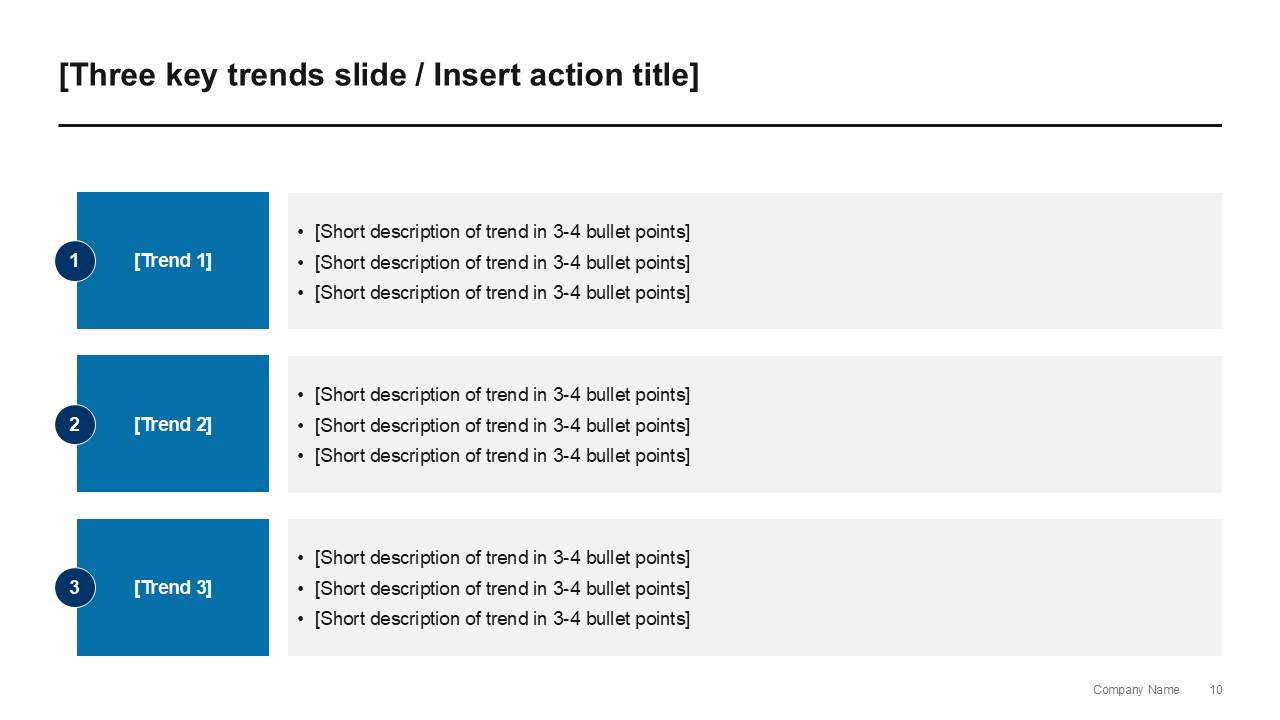 [Three key trends slide / Insert action title]
1
[Trend 1]
• [Short description of trend in 3-4 bullet points]
• [Short description of trend in 3-4 bullet points]
• [Short description of trend in 3-4 bullet points]
2
[Trend 2]
• [Short description of trend in 3-4 bullet points]
• [Short description of trend in 3-4 bullet points]
• [Short description of trend in 3-4 bullet points]
3
[Trend 3]
• [Short description of trend in 3-4 bullet points]
• [Short description of trend in 3-4 bullet points]
• [Short description of trend in 3-4 bullet points]
Company Name 10